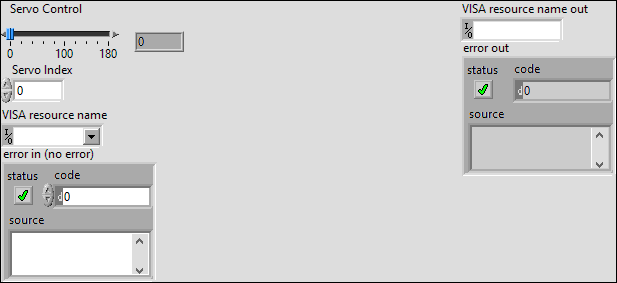 Servo Control
0
0 100 180
Servo Index
0
VISA resource name
I/O
error in (no error)
status code
d 0
source
VISA resource name out
I/O
error out
status code
d 0
source